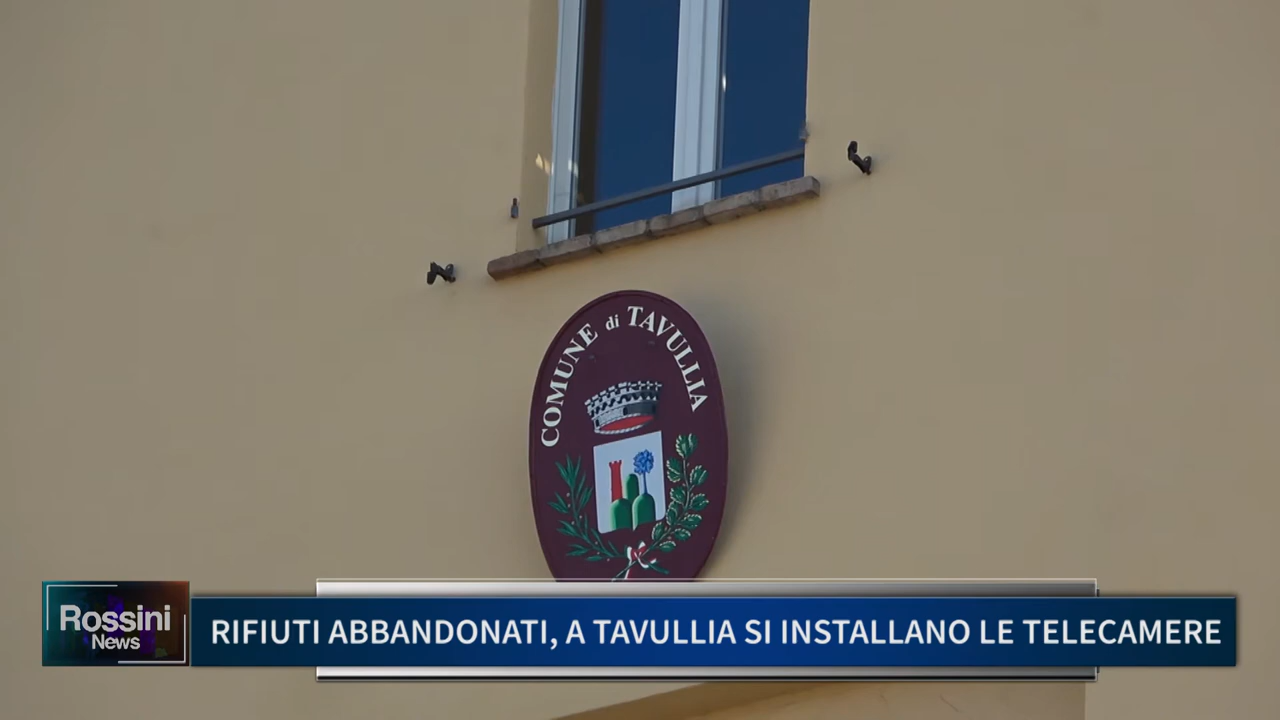 COMUNE di TAVULLIA
Rossini
News
RIFIUTI ABBANDONATI, A TAVULLIA SI INSTALLANO LE TELECAMERE